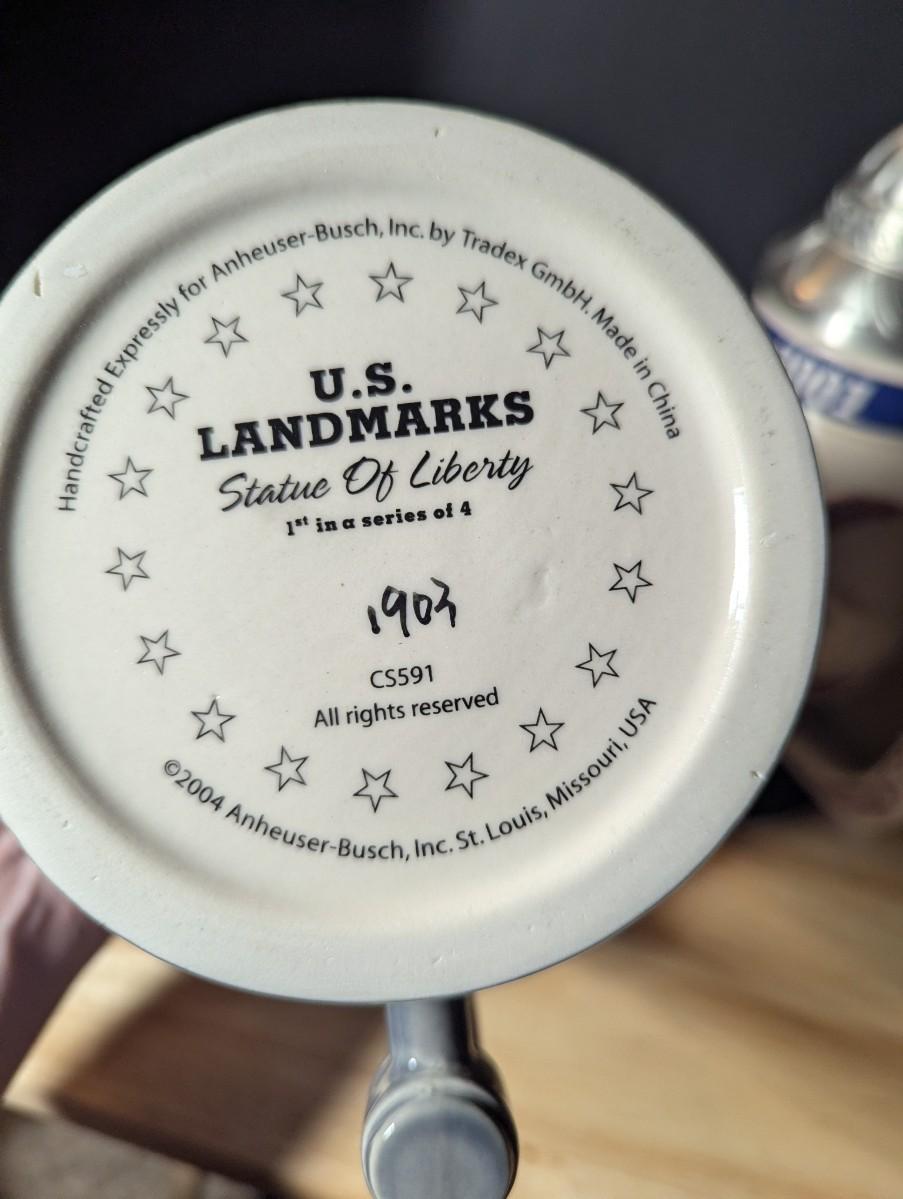 Handcrafted Expressly for Anheuser-Busch, Inc. by Tradex GmbH. Made in China
U.S.
LANDMARKS
Statue Of Liberty
1st in a series of 4
1903
CS591
All rights reserved
©2004 Anheuser-Busch, Inc. St. Louis, Missouri, USA